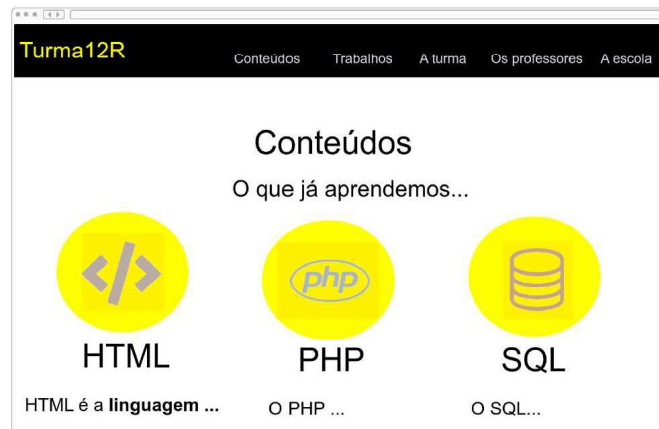 Turma12R
Conteúdos Trabalhos A turma Os professores A escola
Conteúdos
O que já aprendemos...
</>
php
HTML PHP SQL
HTML é a linguagem ... O PHP ... O SQL...